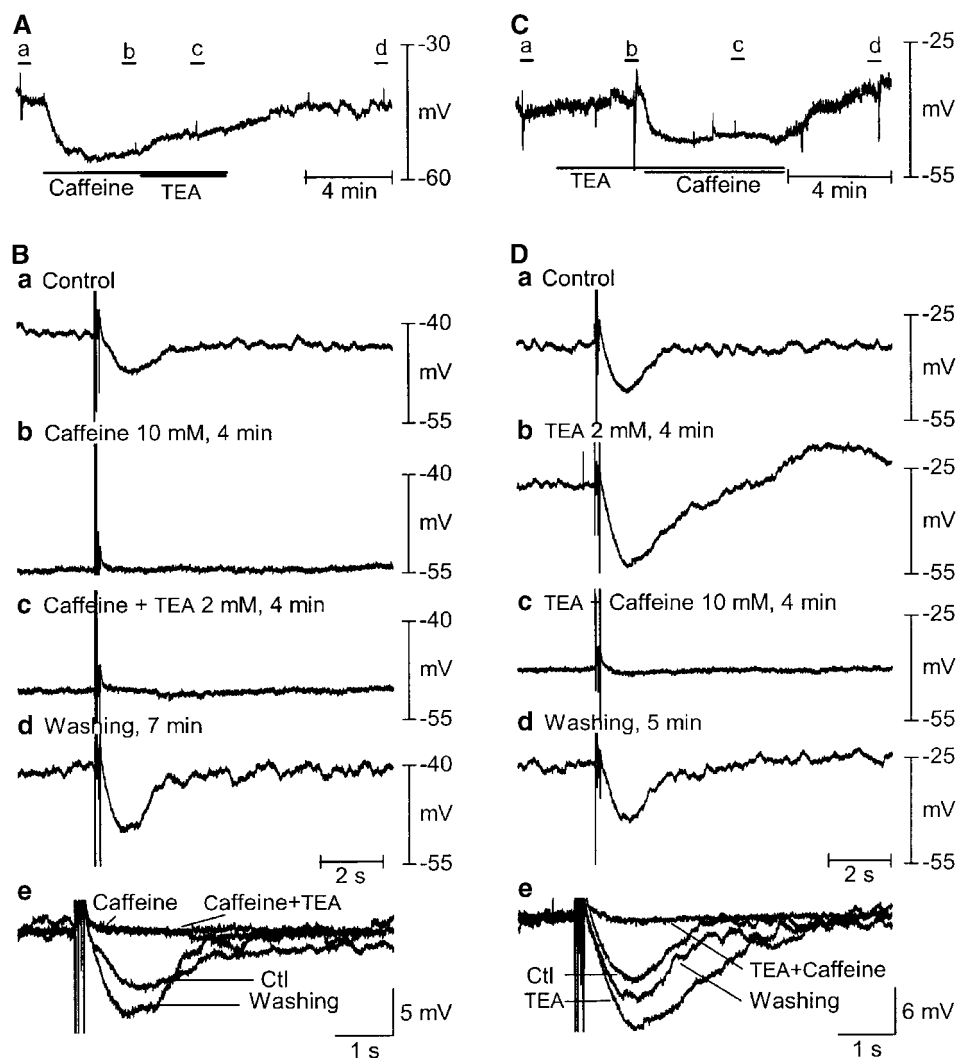 A
a
b
c
d
-30
mV
-60
Caffeine
TEA
4 min
C
a
b
c
d
-25
mV
-55
TEA
Caffeine
4 min
B
a Control
-40
mV
-55
b Caffeine 10 mM, 4 min
-40
mV
-55
c Caffeine + TEA 2 mM, 4 min
-40
mV
-55
d Washing, 7 min
-40
mV
-55
2 s
e
Caffeine
Caffeine+TEA
Ctl
Washing
5 mV
1 s
D
a Control
-25
mV
-55
b TEA 2 mM, 4 min
-25
mV
-55
c TEA + Caffeine 10 mM, 4 min
-25
mV
-55
d Washing, 5 min
-25
mV
-55
2 s
e
Ctl
TEA
TEA+Caffeine
Washing
6 mV
1 s